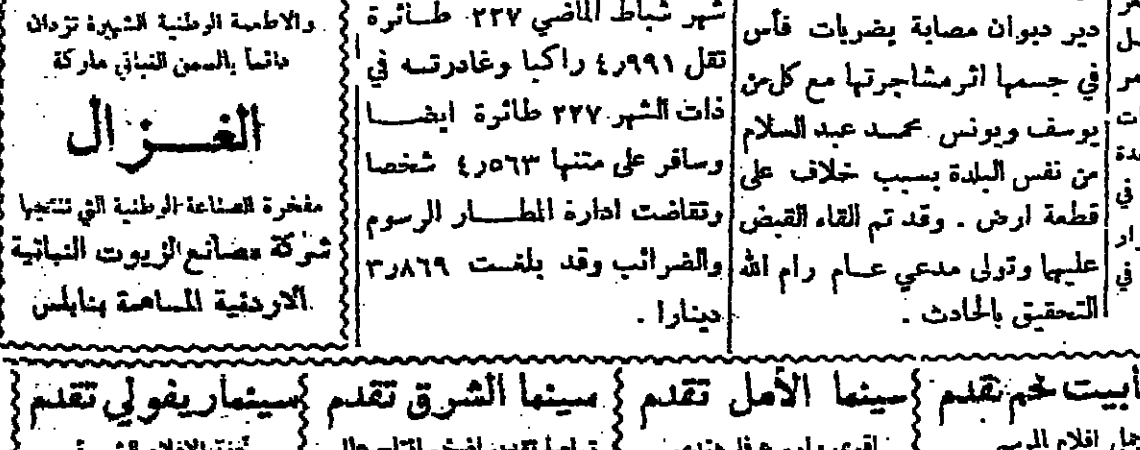 دير دبوان مصابة بضربات فأس
في جسمها اثر مشاجرتها مع كل من
يوسف ويونس محمد عبد السلام
من نفس البلدة بسبب خلاف على
قطعة ارض . وقد تم القاء القبض
عليهما وتولى مدعي عام رام الله
التحقيق بالحادث .
شهر شباط الماضي ٢٢٧ طائرة
تقل ٤٫٩٩١ راكبا وغادرته في
ذات الشهر ٢٢٧ طائرة ايضا
وسافر على متنها ٤٫٥٦٣ شخصا
وتقاضت ادارة المطار الرسوم
والضرائب وقد بلغت ٣٫٨٦٩
دينارا .
والاطعمة الوطنية الشهيرة تزدان
دائما بالسمن النباتي ماركة
الغزال
مفخرة الصناعة الوطنية التي تنتجها
شركة مصانع الزيوت النباتية
الاردنية المساهمة بنابلس
بيت لحم تقدم
سينما الأمل تقدم
سينما الشرق تقدم
سينما ريفولي تقدم